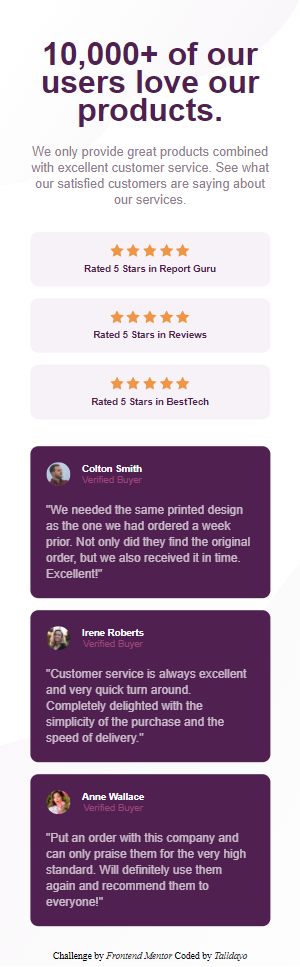 10,000+ of our
users love our
products.
We only provide great products combined
with excellent customer service. See what
our satisfied customers are saying about
our services.
Rated 5 Stars in Report Guru
Rated 5 Stars in Reviews
Rated 5 Stars in BestTech
Colton Smith
Verified Buyer
"We needed the same printed design
as the one we had ordered a week
prior. Not only did they find the original
order, but we also received it in time.
Excellent!"
Irene Roberts
Verified Buyer
"Customer service is always excellent
and very quick turn around.
Completely delighted with the
simplicity of the purchase and the
speed of delivery."
Anne Wallace
Verified Buyer
"Put an order with this company and
can only praise them for the very high
standard. Will definitely use them
again and recommend them to
everyone!"
Challenge by Frontend Mentor Coded by Talldayo